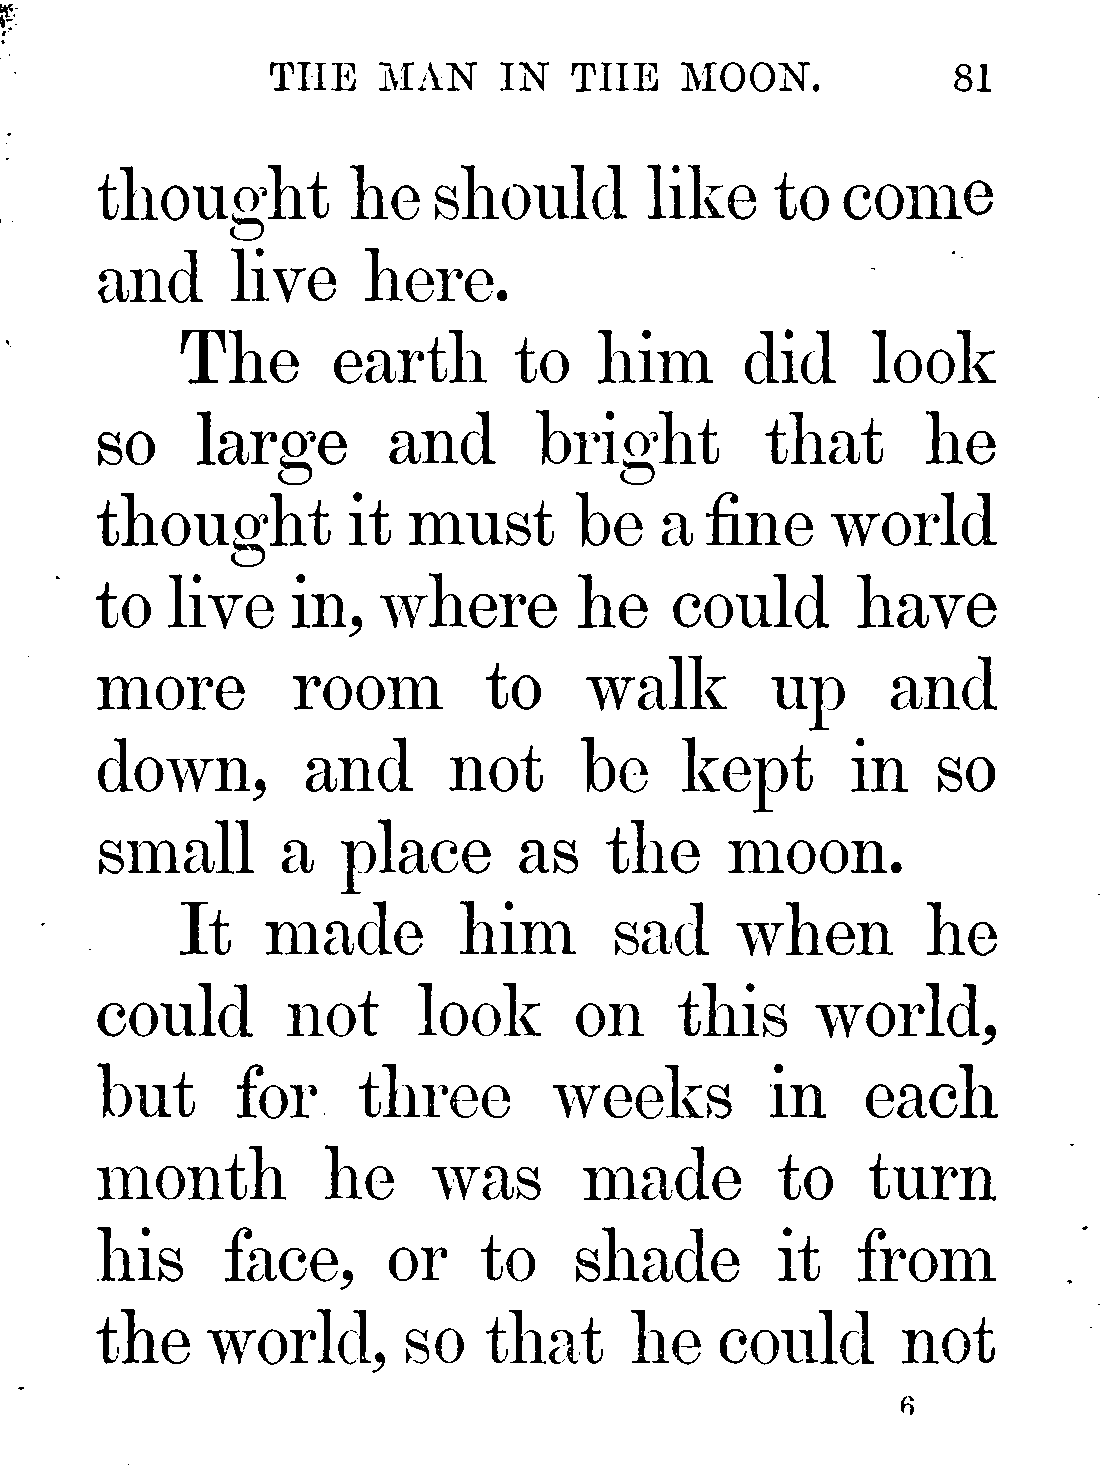 THE MAN IN THE MOON. 81
thought he should like to come
and live here.
The earth to him did look
so large and bright that he
thought it must be a fine world
to live in, where he could have
more room to walk up and
down, and not be kept in so
small a place as the moon.
It made him sad when he
could not look on this world,
but for three weeks in each
month he was made to turn
his face, or to shade it from
the world, so that he could not
6